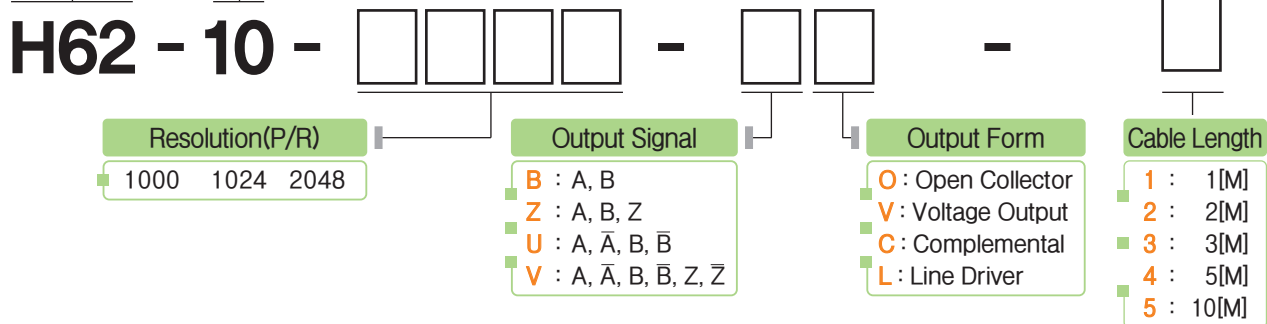 H62 - 10 - □□□□ - □□ - □
Resolution(P/R)
1000 1024 2048
Output Signal
B : A, B
Z : A, B, Z
U : A, A̅, B, B̅
V : A, A̅, B, B̅, Z, Z̅
Output Form
O : Open Collector
V : Voltage Output
C : Complemental
L : Line Driver
Cable Length
1 : 1[M]
2 : 2[M]
3 : 3[M]
4 : 5[M]
5 : 10[M]